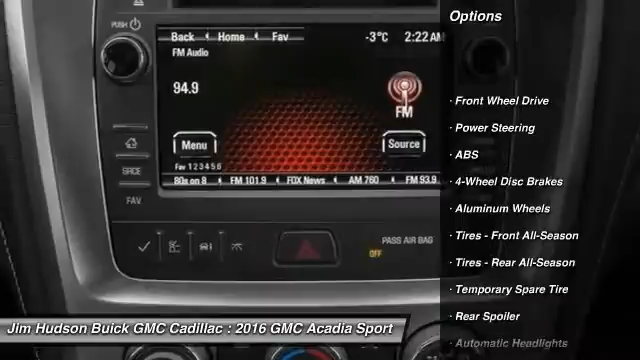 PUSH
Back Home Fav -3°C 2:22 AM
FM Audio
94.9
FM
Menu
Source
Fav 1 2 3 4 5 6
80s on 8 FM 101.9 FOX News AM 760 FM 93.9
SRCE
FAV
PASS AIR BAG
OFF
Jim Hudson Buick GMC Cadillac : 2016 GMC Acadia Sport
Options
· Front Wheel Drive
· Power Steering
· ABS
· 4-Wheel Disc Brakes
· Aluminum Wheels
· Tires - Front All-Season
· Tires - Rear All-Season
· Temporary Spare Tire
· Rear Spoiler
· Automatic Headlights